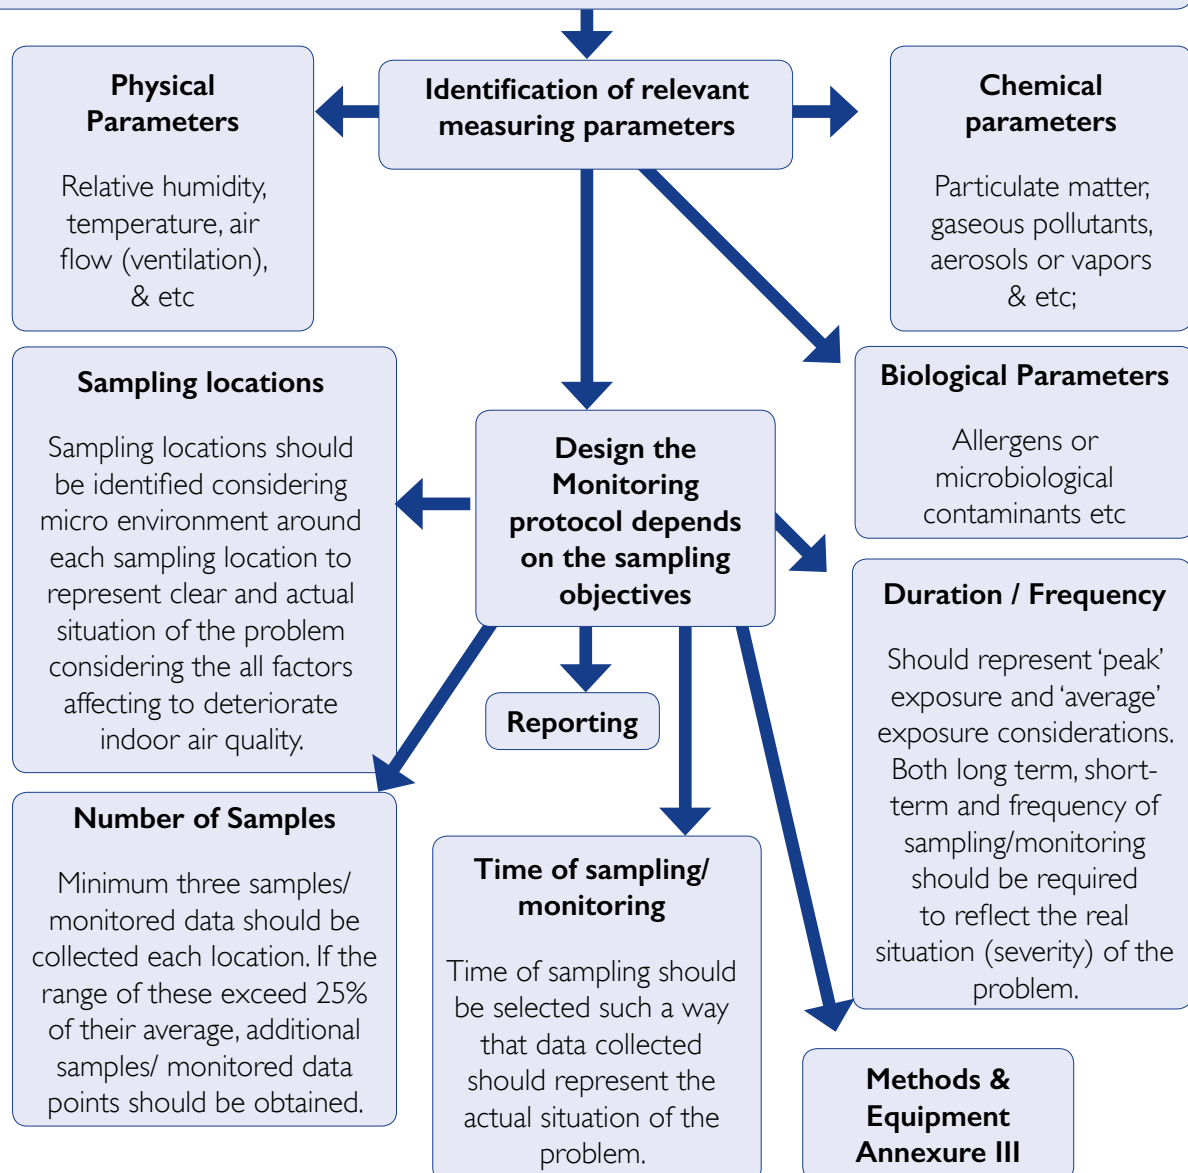 Physical
Parameters
Relative humidity,
temperature, air
flow (ventilation),
& etc
Identification of relevant
measuring parameters
Chemical
parameters
Particulate matter,
gaseous pollutants,
aerosols or vapors
& etc;
Biological Parameters
Allergens or
microbiological
contaminants etc
Sampling locations
Sampling locations should
be identified considering
micro environment around
each sampling location to
represent clear and actual
situation of the problem
considering the all factors
affecting to deteriorate
indoor air quality.
Design the
Monitoring
protocol depends
on the sampling
objectives
Duration / Frequency
Should represent ‘peak’
exposure and ‘average’
exposure considerations.
Both long term, short-
term and frequency of
sampling/monitoring
should be required
to reflect the real
situation (severity) of the
problem.
Reporting
Number of Samples
Minimum three samples/
monitored data should be
collected each location. If the
range of these exceed 25%
of their average, additional
samples/ monitored data
points should be obtained.
Time of sampling/
monitoring
Time of sampling should
be selected such a way
that data collected
should represent the
actual situation of the
problem.
Methods &
Equipment
Annexure III